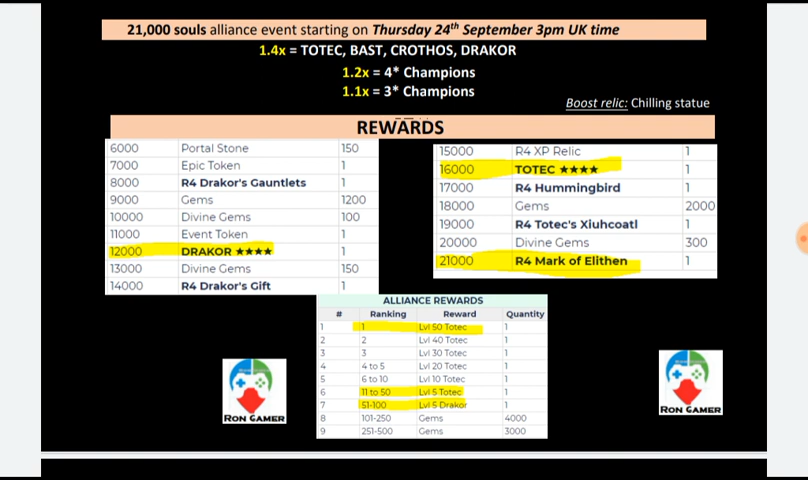 21,000 souls alliance event starting on Thursday 24th September 3pm UK time
1.4x = TOTEC, BAST, CROTHOS, DRAKOR
1.2x = 4* Champions
1.1x = 3* Champions
Boost relic: Chilling statue
REWARDS
6000 Portal Stone 150
7000 Epic Token 1
8000 R4 Drakor's Gauntlets 1
9000 Gems 1200
10000 Divine Gems 100
11000 Event Token 1
12000 DRAKOR ★★★★ 1
13000 Divine Gems 150
14000 R4 Drakor's Gift 1
15000 R4 XP Relic 1
16000 TOTEC ★★★★ 1
17000 R4 Hummingbird 1
18000 Gems 2000
19000 R4 Totec's Xiuhcoatl 1
20000 Divine Gems 300
21000 R4 Mark of Elithen 1
ALLIANCE REWARDS
# Ranking Reward Quantity
1 1 Lvl 50 Totec 1
2 2 Lvl 40 Totec 1
3 3 Lvl 30 Totec 1
4 4 to 5 Lvl 20 Totec 1
5 6 to 10 Lvl 10 Totec 1
6 11 to 50 Lvl 5 Totec 1
7 51-100 Lvl 5 Drakor 1
8 101-250 Gems 4000
9 251-500 Gems 3000
RON GAMER
RON GAMER